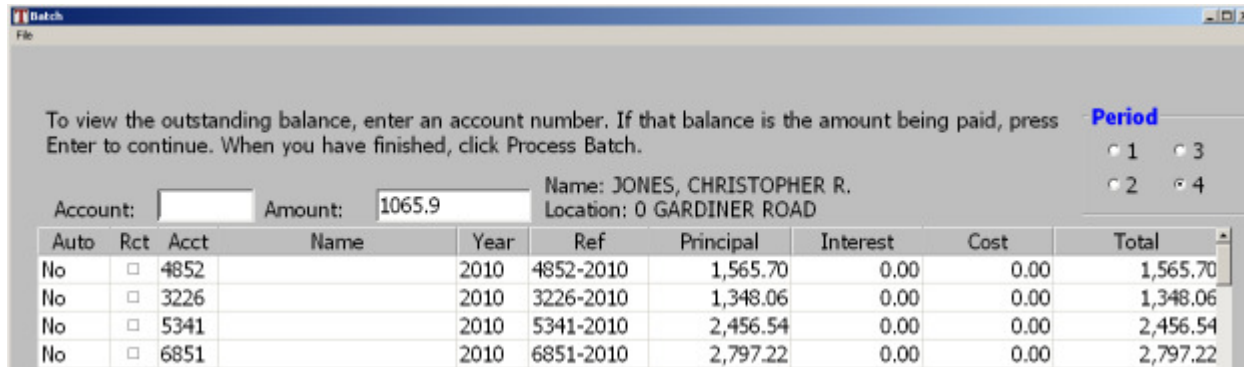 Batch
File
To view the outstanding balance, enter an account number. If that balance is the amount being paid, press
Enter to continue. When you have finished, click Process Batch.
Period
1 3
2 4
Name: JONES, CHRISTOPHER R.
Account: Amount: 1065.9 Location: 0 GARDINER ROAD
Auto Rct Acct Name Year Ref Principal Interest Cost Total
No 4852 2010 4852-2010 1,565.70 0.00 0.00 1,565.70
No 3226 2010 3226-2010 1,348.06 0.00 0.00 1,348.06
No 5341 2010 5341-2010 2,456.54 0.00 0.00 2,456.54
No 6851 2010 6851-2010 2,797.22 0.00 0.00 2,797.22